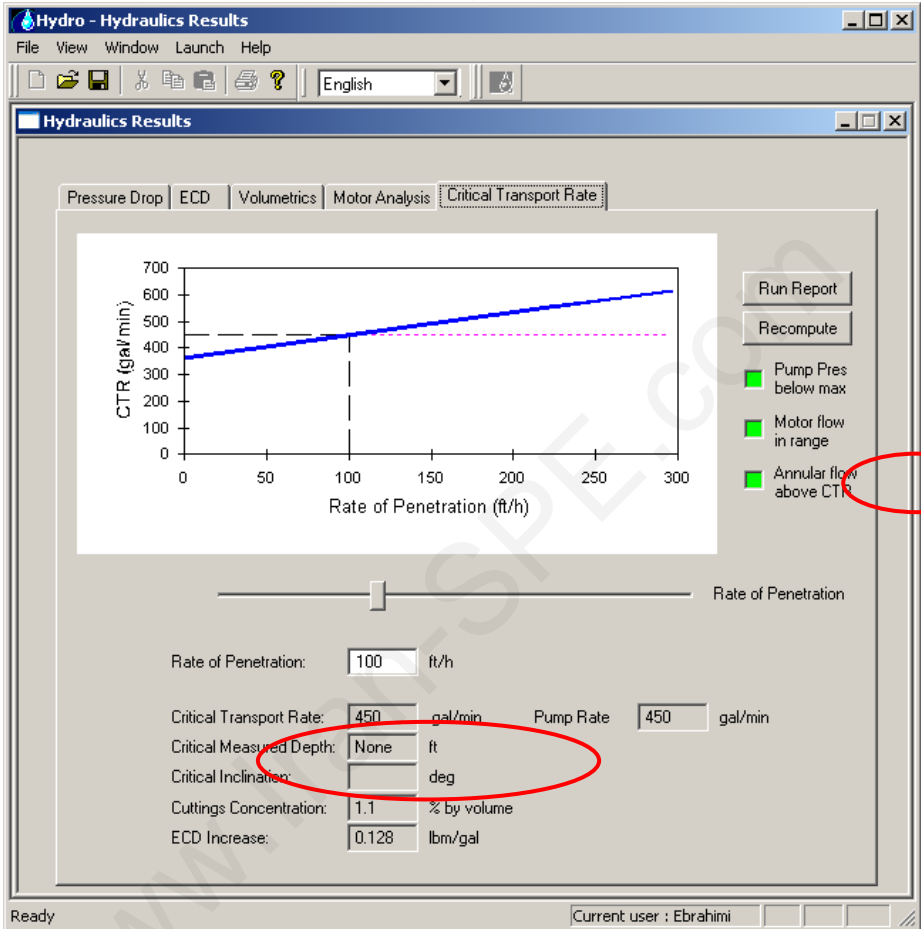 Hydro - Hydraulics Results
File View Window Launch Help
English
Hydraulics Results
Pressure Drop ECD Volumetrics Motor Analysis Critical Transport Rate
700
600
500
400
300
200
100
0
CTR (gal/min)
0 50 100 150 200 250 300
Rate of Penetration (ft/h)
Run Report
Recompute
Pump Pres
below max
Motor flow
in range
Annular flow
above CTR
Rate of Penetration
Rate of Penetration: 100 ft/h
Critical Transport Rate: 450 gal/min Pump Rate 450 gal/min
Critical Measured Depth: None ft
Critical Inclination: deg
Cuttings Concentration: 1.1 % by volume
ECD Increase: 0.128 lbm/gal
Ready Current user : Ebrahimi
www.Iran-SPE.com